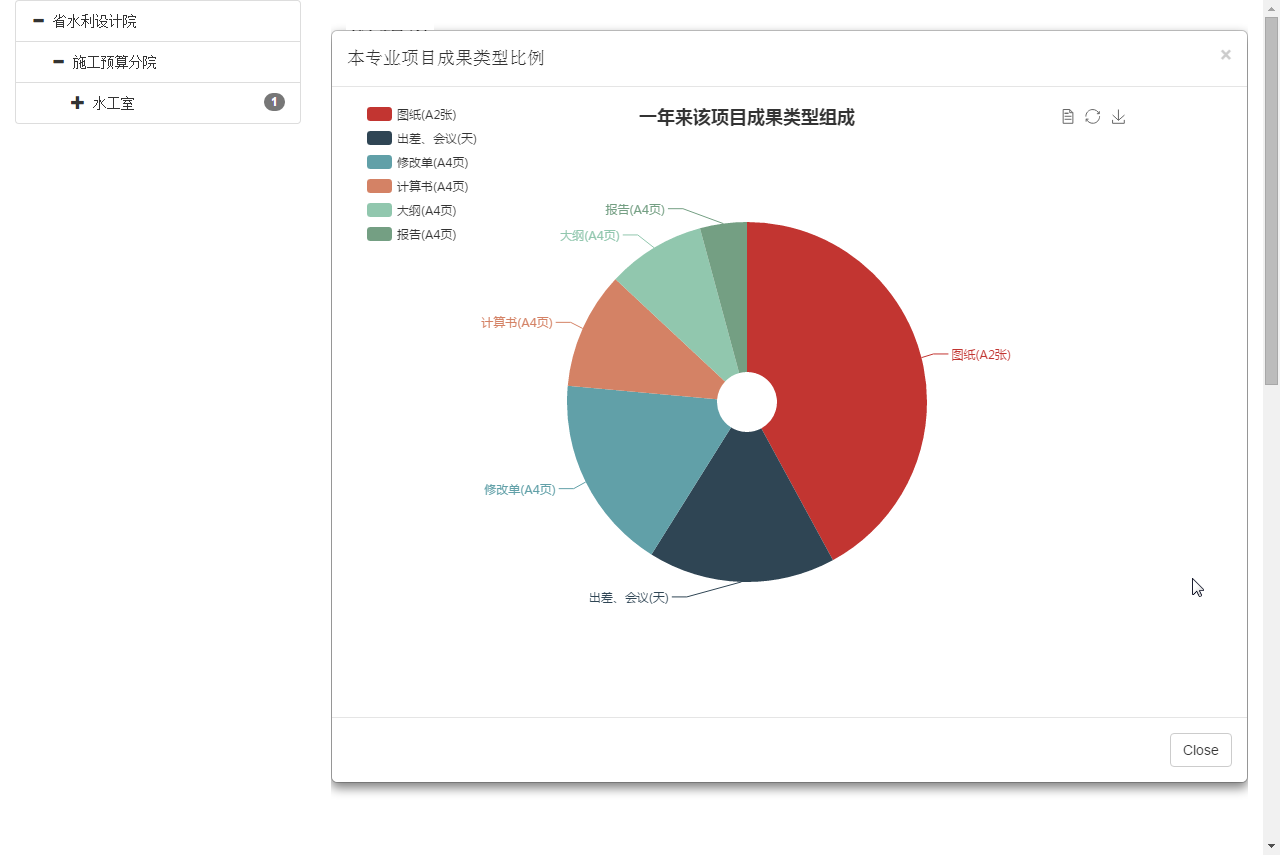 省水利设计院
施工预算分院
水工室
1
本专业项目成果类型比例
×
一年来该项目成果类型组成
图纸(A2张)
出差、会议(天)
修改单(A4页)
计算书(A4页)
大纲(A4页)
报告(A4页)
报告(A4页)
大纲(A4页)
计算书(A4页)
图纸(A2张)
修改单(A4页)
出差、会议(天)
Close